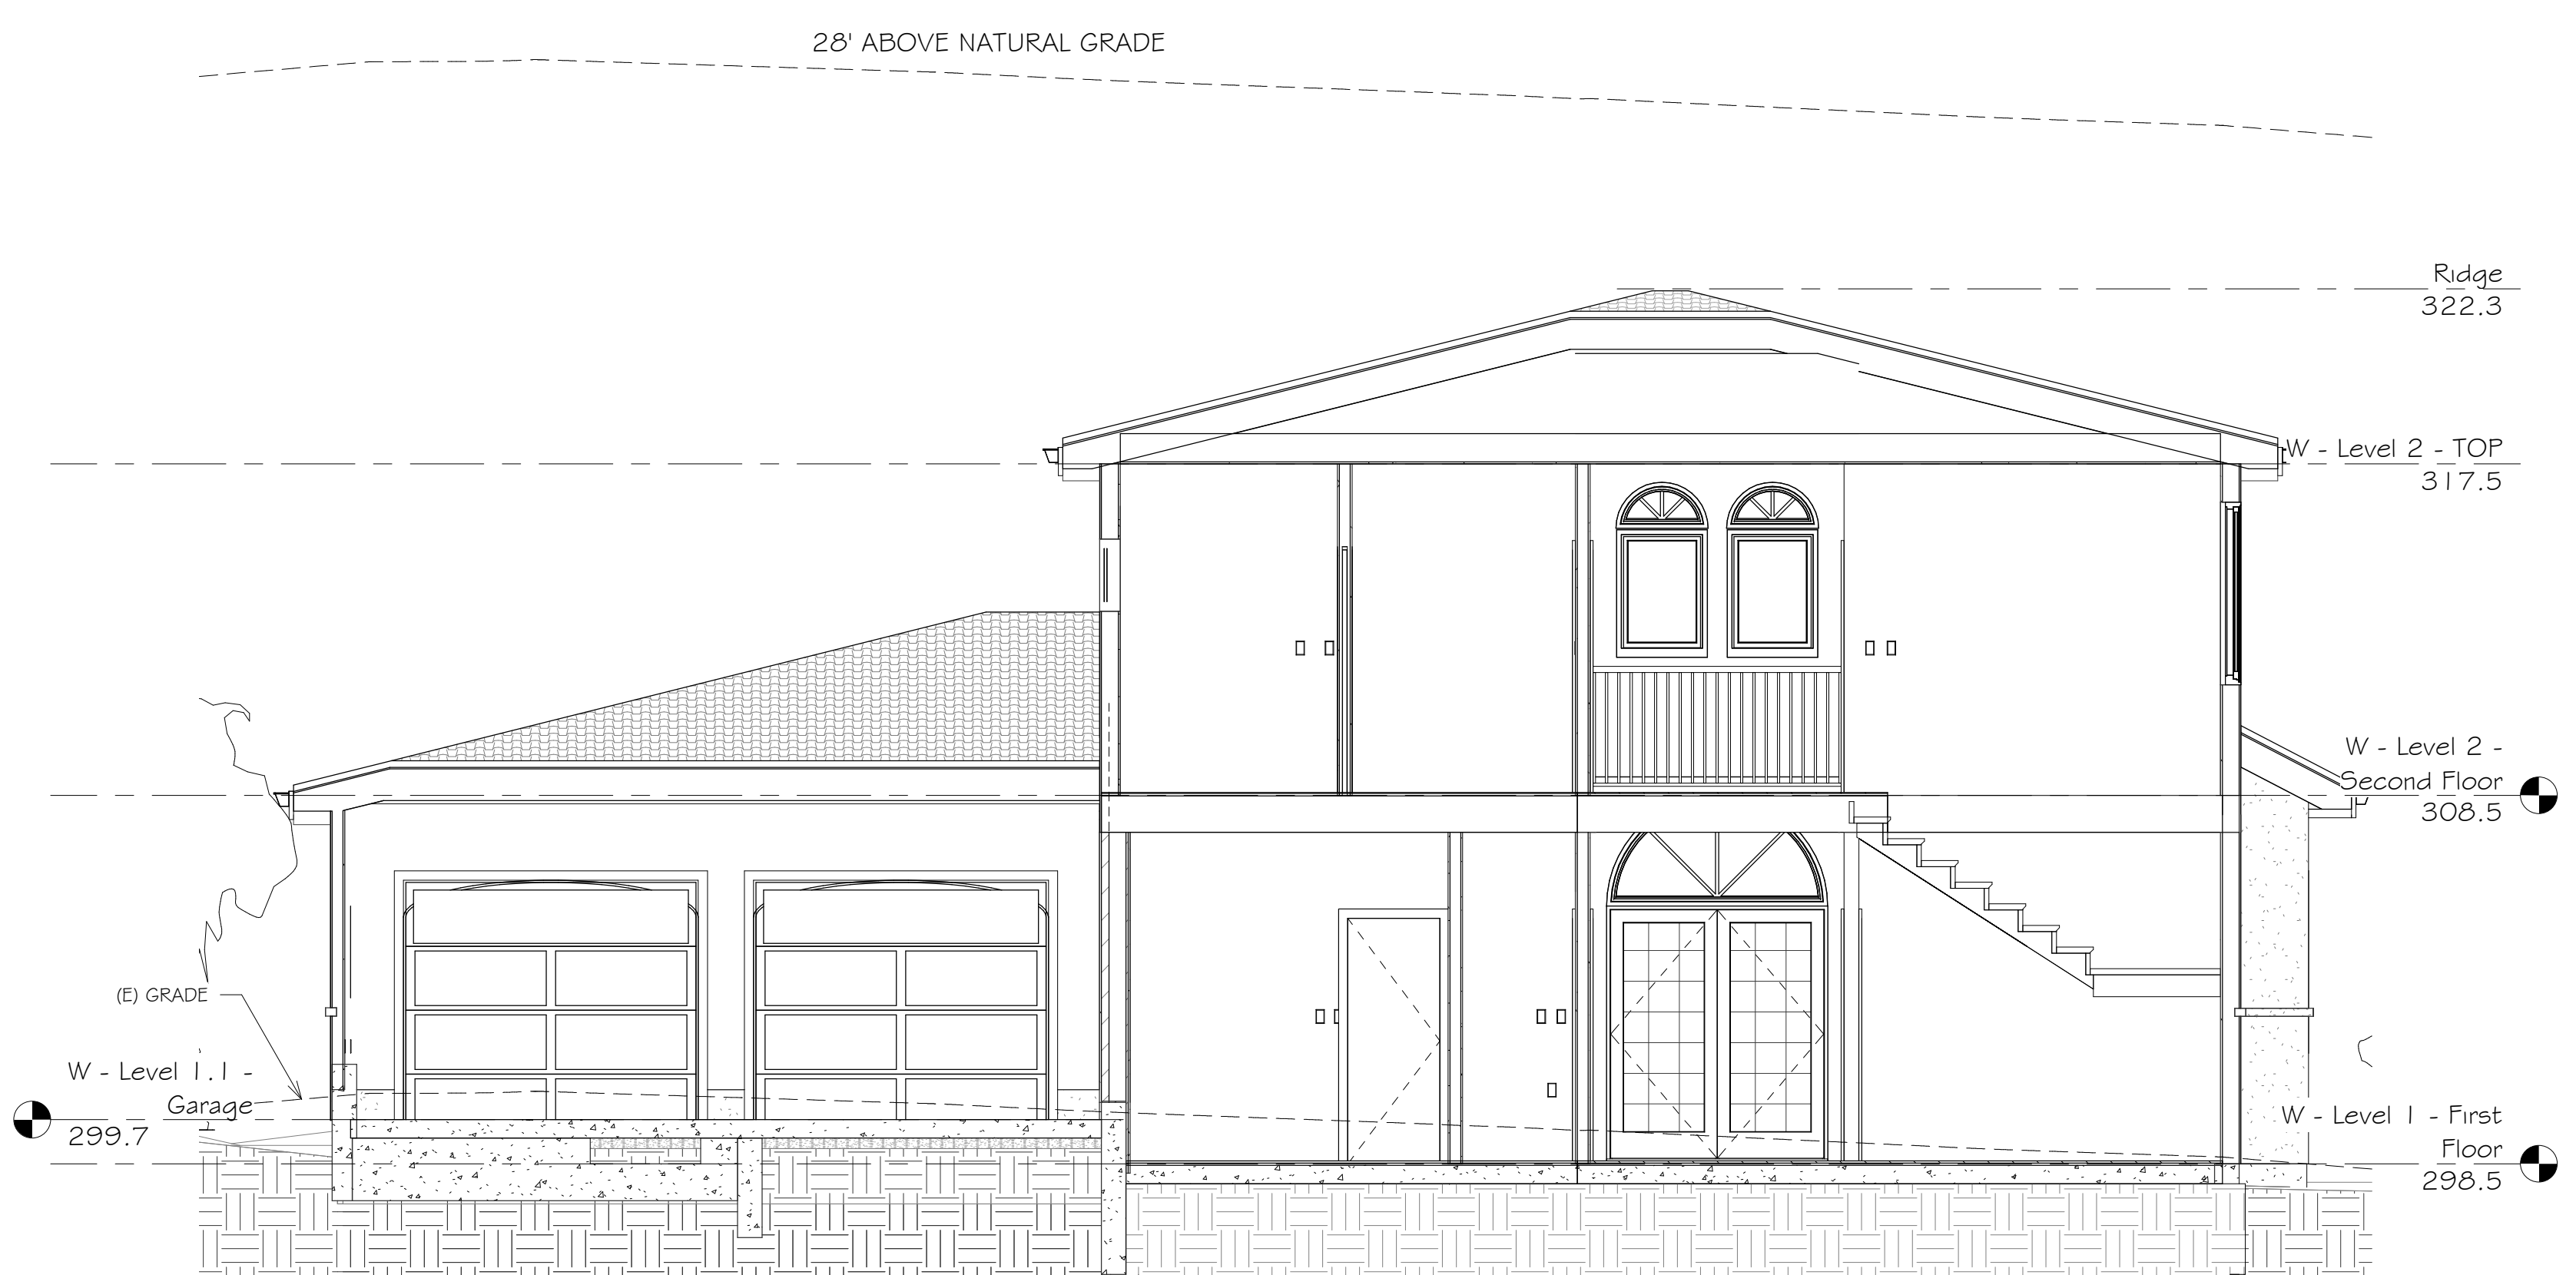 28' ABOVE NATURAL GRADE
Ridge
322.3
W - Level 2 - TOP
317.5
W - Level 2 -
Second Floor
308.5
(E) GRADE
W - Level 1.1 -
Garage
299.7
W - Level 1 - First
Floor
298.5